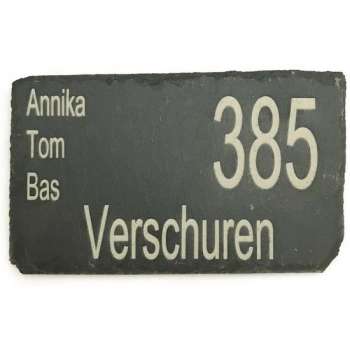 Annika
Tom
Bas
385
Verschuren